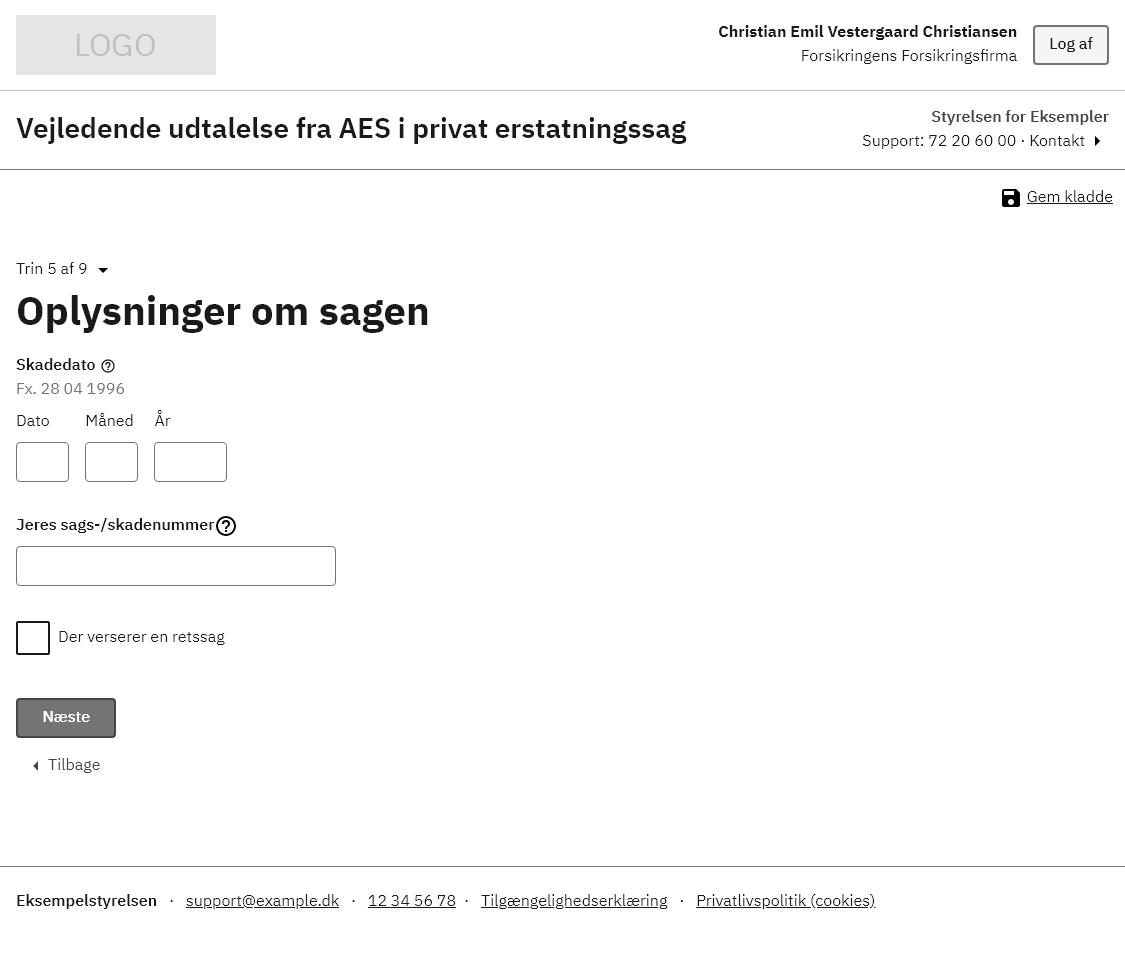 LOGO
Christian Emil Vestergaard Christiansen
Forsikringens Forsikringsfirma
Log af
Vejledende udtalelse fra AES i privat erstatningssag
Styrelsen for Eksempler
Support: 72 20 60 00 · Kontakt
Gem kladde
Trin 5 af 9
Oplysninger om sagen
Skadedato
Fx. 28 04 1996
Dato Måned År
Jeres sags-/skadenummer
Der verserer en retssag
Næste
Tilbage
Eksempelstyrelsen · support@example.dk · 12 34 56 78 · Tilgængelighedserklæring · Privatlivspolitik (cookies)